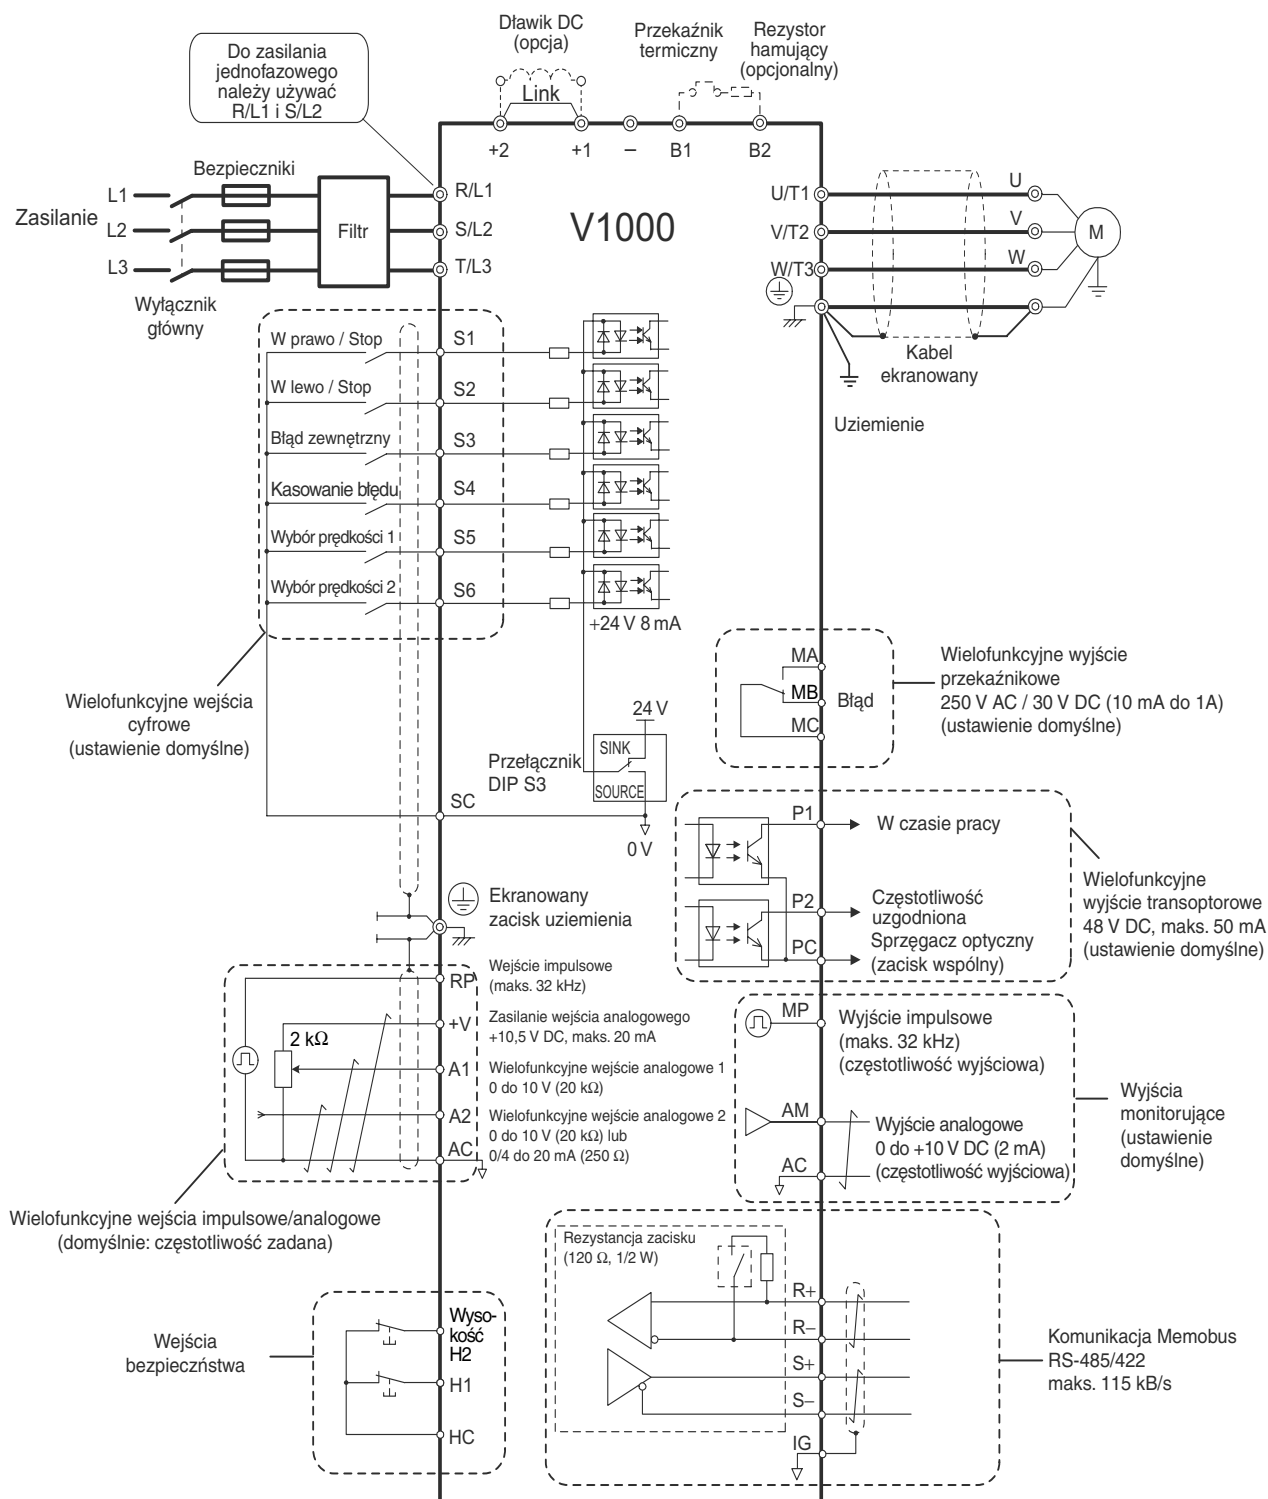 Dławik DC
(opcja)
Przekaźnik
termiczny
Rezystor
hamujący
(opcjonalny)
Do zasilania
jednofazowego
należy używać
R/L1 i S/L2
Link
+2
+1
–
B1
B2
Bezpieczniki
Zasilanie
L1
L2
L3
Filtr
Wyłącznik
główny
R/L1
S/L2
T/L3
V1000
U/T1
V/T2
W/T3
U
V
W
M
Kabel
ekranowany
Uziemienie
W prawo / Stop
S1
W lewo / Stop
S2
Błąd zewnętrzny
S3
Kasowanie błędu
S4
Wybór prędkości 1
S5
Wybór prędkości 2
S6
+24 V 8 mA
Wielofunkcyjne wejścia
cyfrowe
(ustawienie domyślne)
24 V
SINK
SOURCE
Przełącznik
DIP S3
SC
0 V
MA
MB
MC
Błąd
Wielofunkcyjne wyjście
przekaźnikowe
250 V AC / 30 V DC (10 mA do 1A)
(ustawienie domyślne)
P1
W czasie pracy
P2
Częstotliwość
uzgodniona
PC
Sprzęgacz optyczny
(zacisk wspólny)
Wielofunkcyjne
wyjście transoptorowe
48 V DC, maks. 50 mA
(ustawienie domyślne)
Ekranowany
zacisk uziemienia
RP
Wejście impulsowe
(maks. 32 kHz)
+V
Zasilanie wejścia analogowego
+10,5 V DC, maks. 20 mA
2 kΩ
A1
Wielofunkcyjne wejście analogowe 1
0 do 10 V (20 kΩ)
A2
Wielofunkcyjne wejście analogowe 2
0 do 10 V (20 kΩ) lub
0/4 do 20 mA (250 Ω)
AC
Wielofunkcyjne wejścia impulsowe/analogowe
(domyślnie: częstotliwość zadana)
MP
Wyjście impulsowe
(maks. 32 kHz)
(częstotliwość wyjściowa)
AM
Wyjście analogowe
0 do +10 V DC (2 mA)
(częstotliwość wyjściowa)
AC
Wyjścia
monitorujące
(ustawienie
domyślne)
Rezystancja zacisku
(120 Ω, 1/2 W)
R+
R–
S+
S–
IG
Komunikacja Memobus
RS-485/422
maks. 115 kB/s
Wejścia
bezpieczństwa
Wyso-
kość
H2
H1
HC